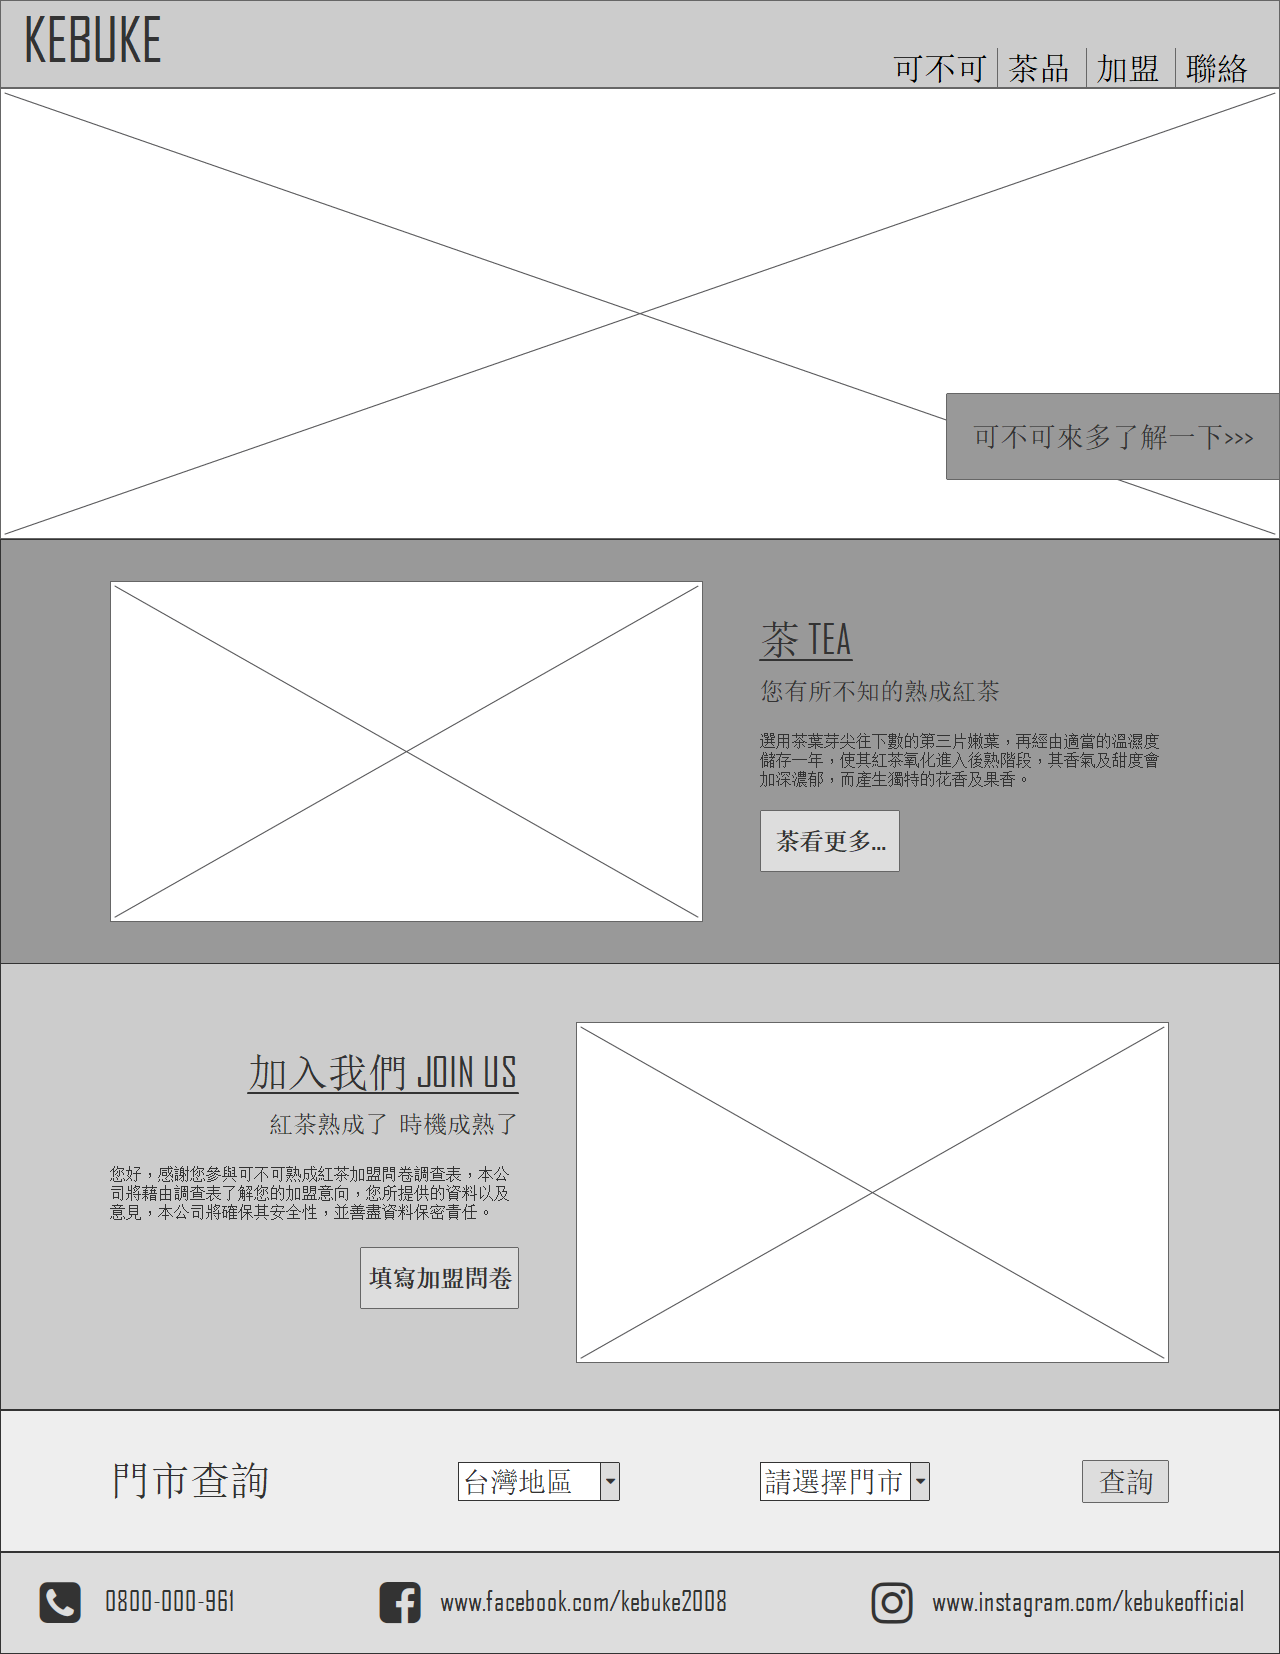 KEBUKE
可不可 茶品 加盟 聯絡
可不可來多了解一下>>>
茶 TEA
您有所不知的熟成紅茶
選用茶葉芽尖往下數的第三片嫩葉，再經由適當的溫濕度
儲存一年，使其紅茶氧化進入後熟階段，其香氣及甜度會
加深濃郁，而產生獨特的花香及果香。
茶看更多...
加入我們 JOIN US
紅茶熟成了 時機成熟了
您好，感謝您參與可不可熟成紅茶加盟問卷調查表，本公
司將藉由調查表了解您的加盟意向，您所提供的資料以及
意見，本公司將確保其安全性，並善盡資料保密責任。
填寫加盟問卷
門市查詢 台灣地區 請選擇門市 查詢
0800-000-961 www.facebook.com/kebuke2008 www.instagram.com/kebukeofficial